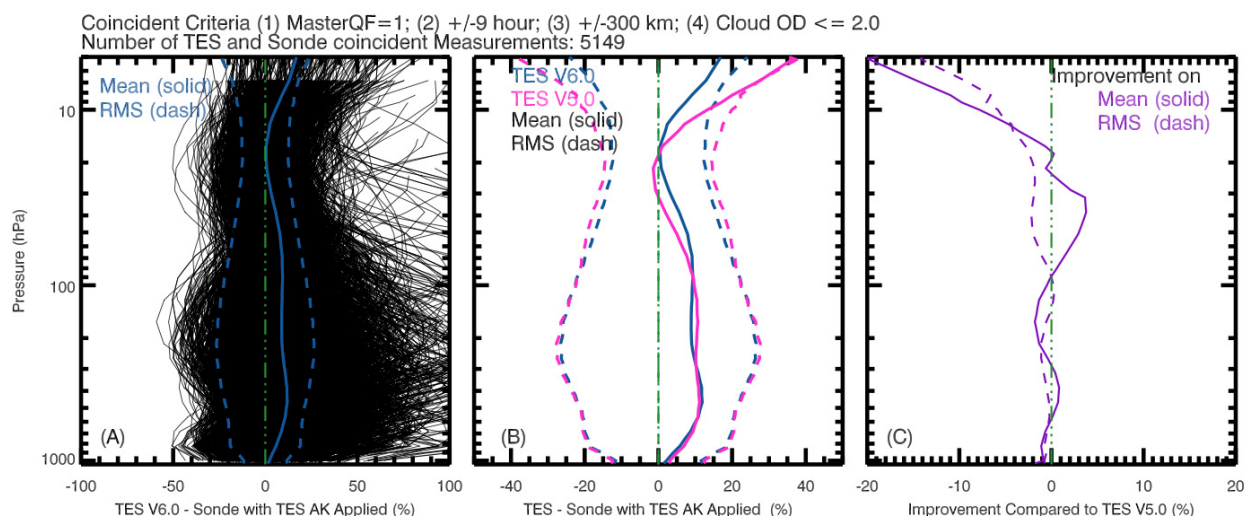 Coincident Criteria (1) MasterQF=1; (2) +/-9 hour; (3) +/-300 km; (4) Cloud OD <= 2.0
Number of TES and Sonde coincident Measurements: 5149
Pressure (hPa)
10
100
1000
Mean (solid)
RMS (dash)
(A)
-100
-50
0
50
100
TES V6.0 - Sonde with TES AK Applied (%)
TES V6.0
TES V5.0
Mean (solid)
RMS (dash)
(B)
-40
-20
0
20
40
TES - Sonde with TES AK Applied (%)
Improvement on
Mean (solid)
RMS (dash)
(C)
-20
-10
0
10
20
Improvement Compared to TES V5.0 (%)